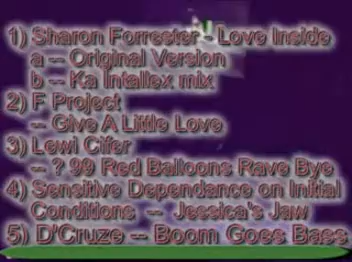 1) Sharon Forrester - Love Inside
a -- Original Version
b -- Ka Intallex mix
2) F Project
-- Give A Little Love
3) Lewi Cifer
-- ? 99 Red Balloons Rave Bye
4) Sensitive Dependance on Initial
Conditions -- Jessica's Jaw
5) D'Cruze -- Boom Goes Bass